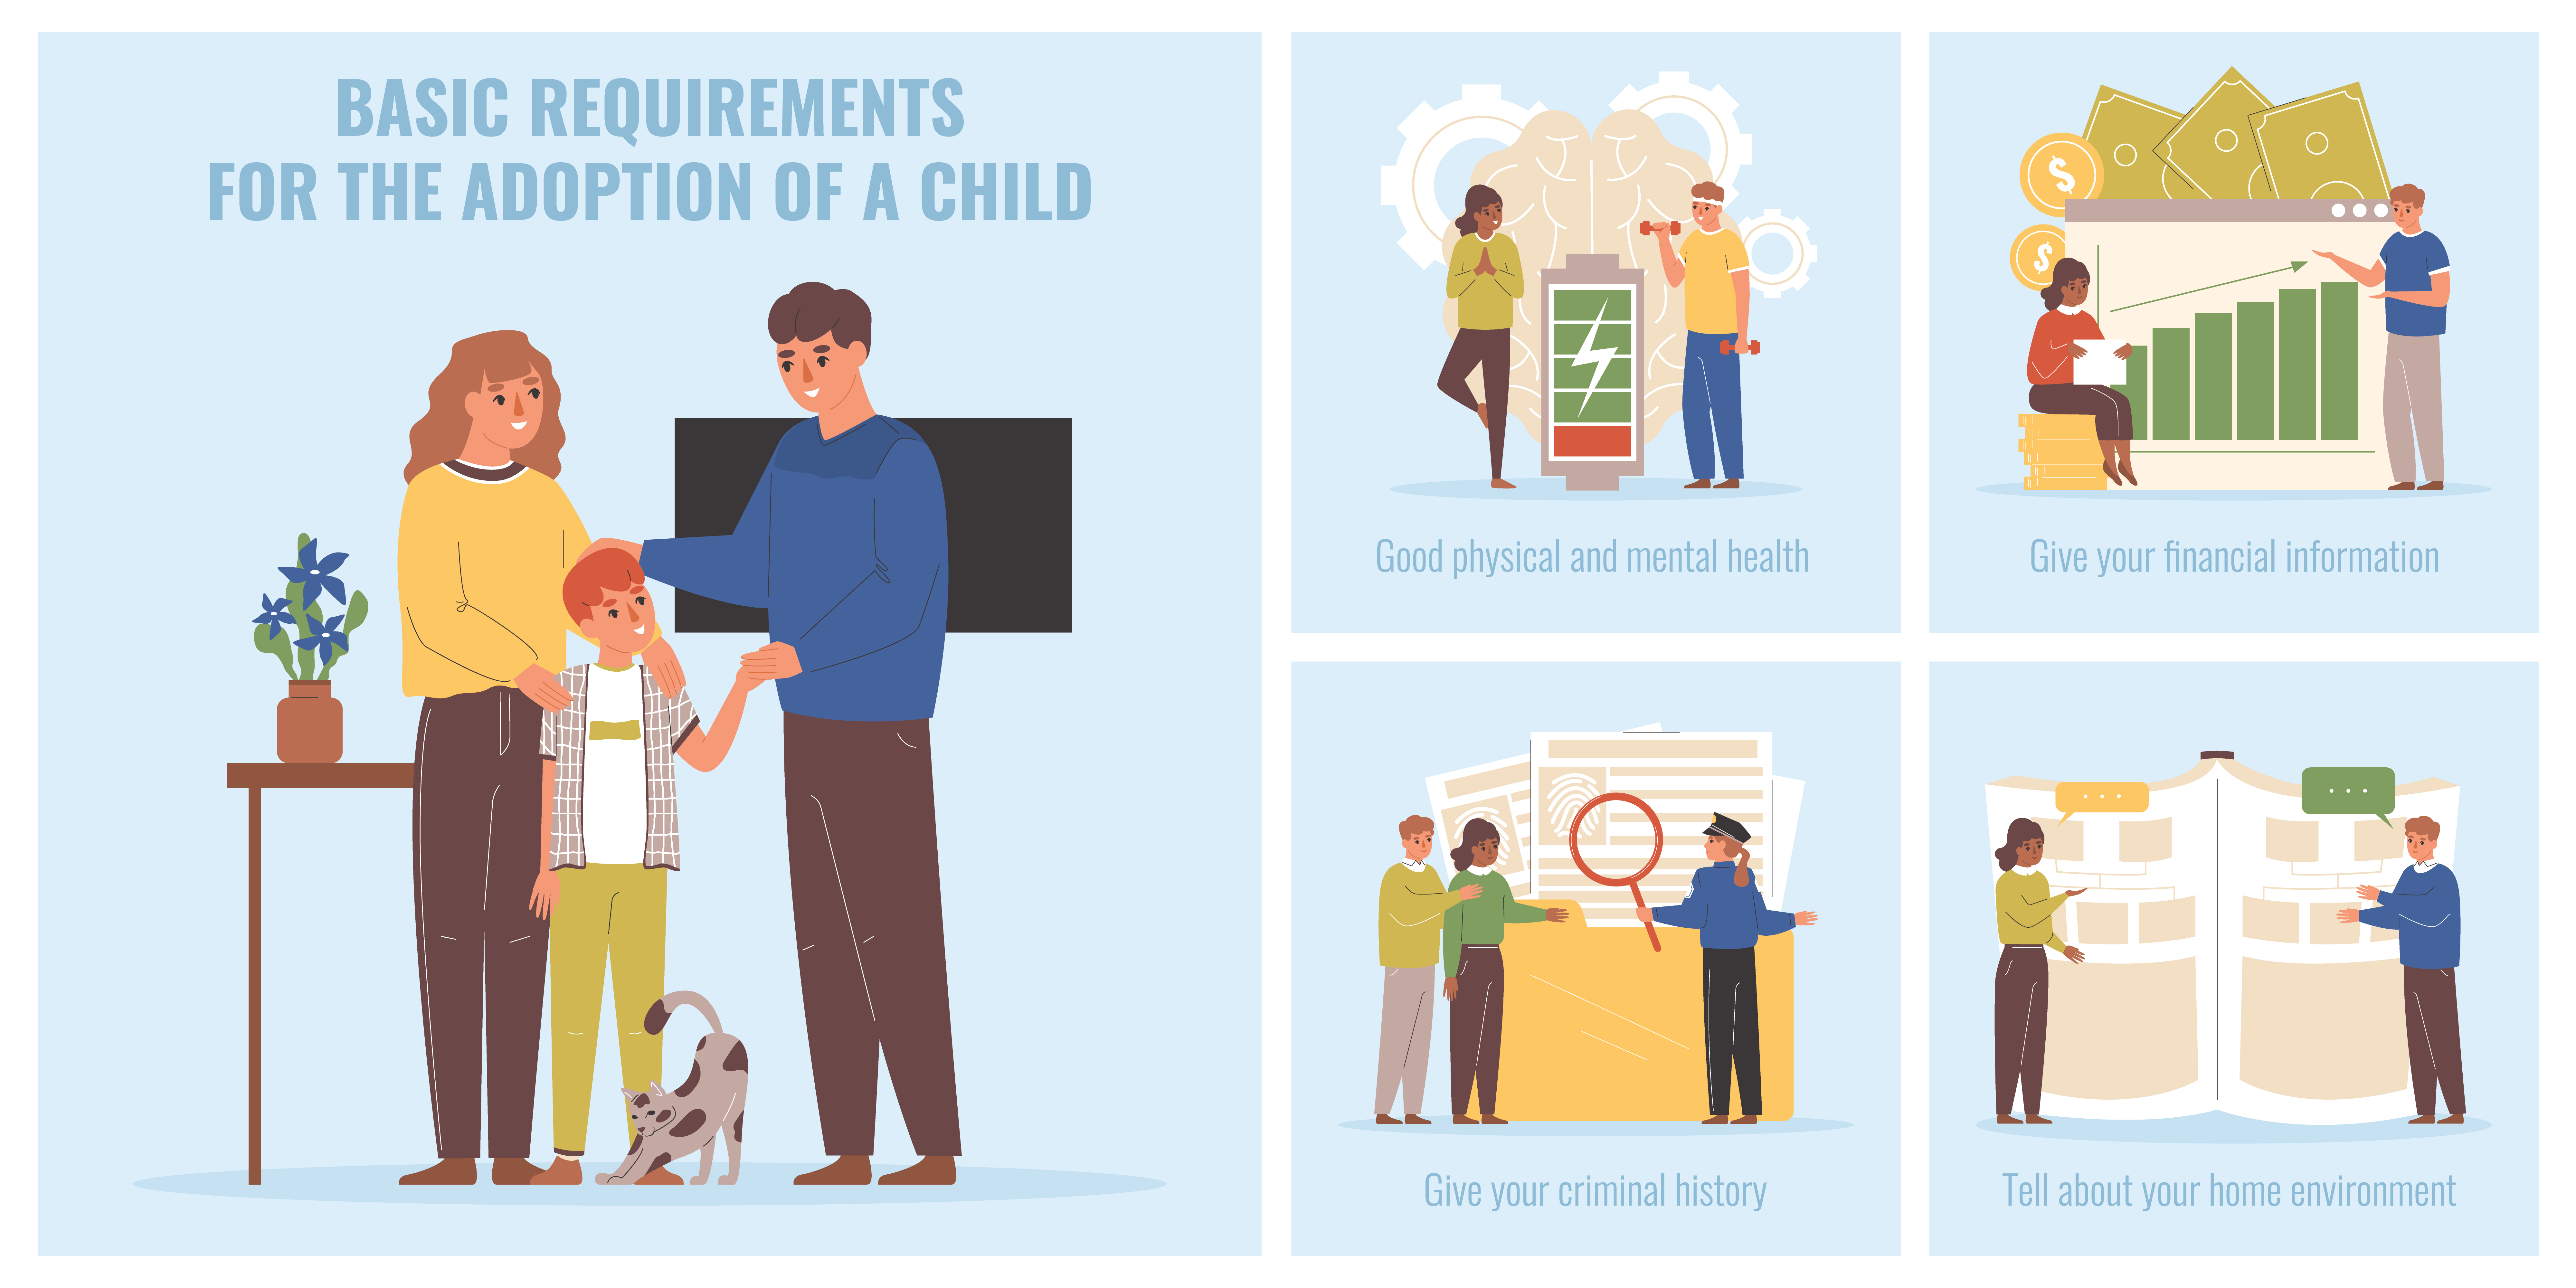 BASIC REQUIREMENTS
FOR THE ADOPTION OF A CHILD
Good physical and mental health
Give your financial information
$
$
Give your criminal history
Tell about your home environment